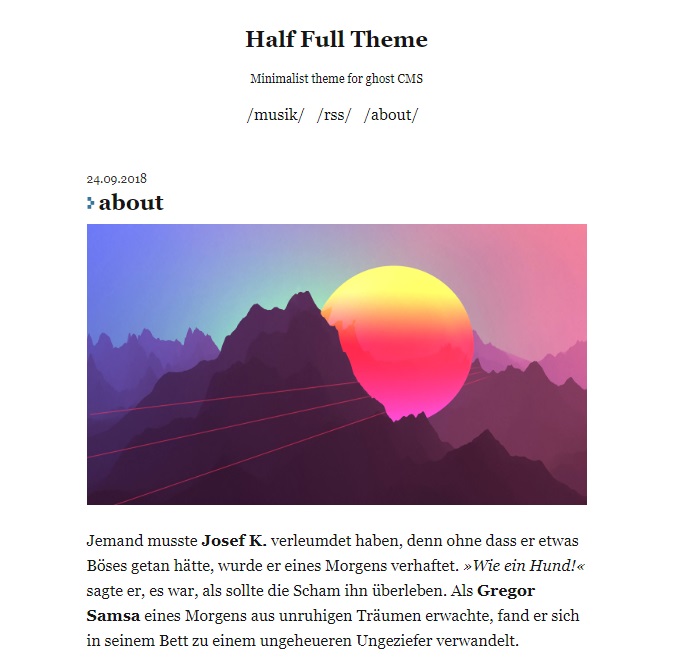 Half Full Theme
Minimalist theme for ghost CMS
/musik/ /rss/ /about/
24.09.2018
about
Jemand musste Josef K. verleumdet haben, denn ohne dass er etwas
Böses getan hätte, wurde er eines Morgens verhaftet. »Wie ein Hund!«
sagte er, es war, als sollte die Scham ihn überleben. Als Gregor
Samsa eines Morgens aus unruhigen Träumen erwachte, fand er sich
in seinem Bett zu einem ungeheueren Ungeziefer verwandelt.